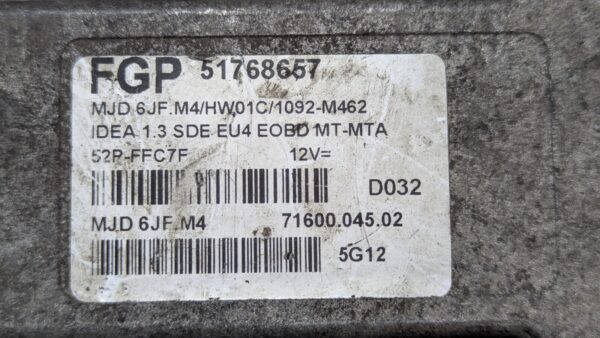 FGP 51768657
MJD 6JF.M4/HW01C/1092-M462
IDEA 1.3 SDE EU4 EOBD MT-MTA
52P-FFC7F 12V=
D032
MJD 6JF.M4 71600.045.02
5G12